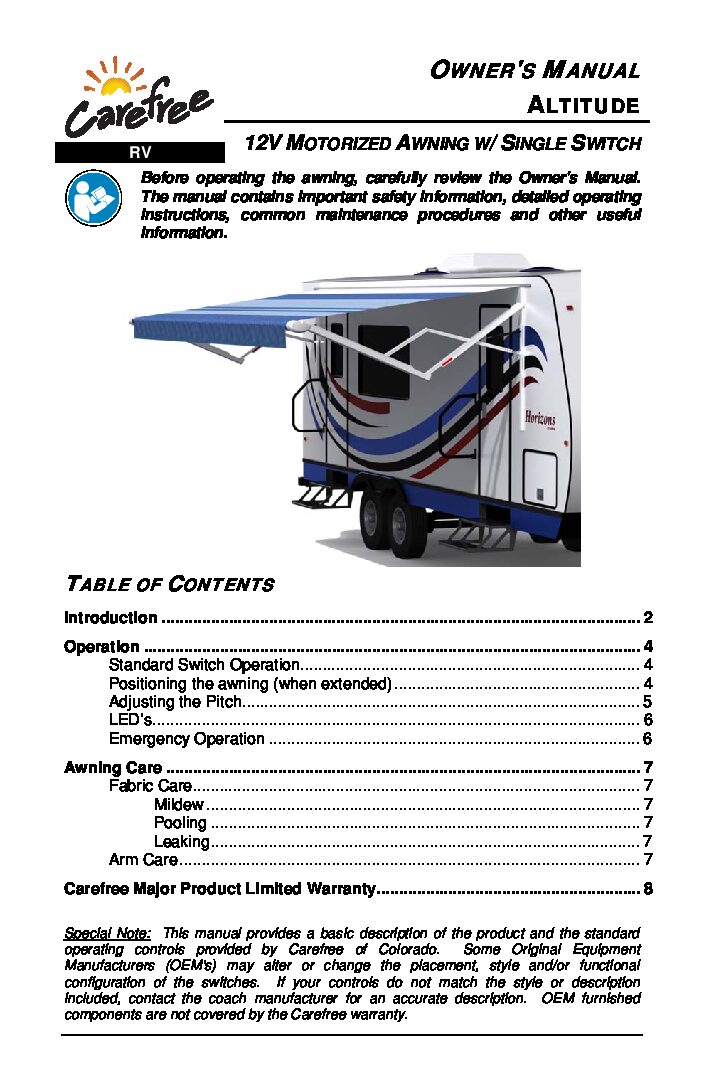 Carefree
RV
OWNER'S MANUAL
ALTITUDE
12V MOTORIZED AWNING W/ SINGLE SWITCH
Before operating the awning, carefully review the Owner's Manual.
The manual contains important safety information, detailed operating
instructions, common maintenance procedures and other useful
information.
Horizons
TABLE OF CONTENTS
Introduction ........................................................ 2
Operation ........................................................ 4
Standard Switch Operation........................................................ 4
Positioning the awning (when extended) ........................................................ 4
Adjusting the Pitch........................................................ 5
LED's........................................................ 6
Emergency Operation ........................................................ 6
Awning Care ........................................................ 7
Fabric Care........................................................ 7
Mildew ........................................................ 7
Pooling ........................................................ 7
Leaking........................................................ 7
Arm Care........................................................ 7
Carefree Major Product Limited Warranty........................................................ 8
Special Note: This manual provides a basic description of the product and the standard
operating controls provided by Carefree of Colorado. Some Original Equipment
Manufacturers (OEM's) may alter or change the placement, style and/or functional
configuration of the switches. If your controls do not match the style or description
included, contact the coach manufacturer for an accurate description. OEM furnished
components are not covered by the Carefree warranty.